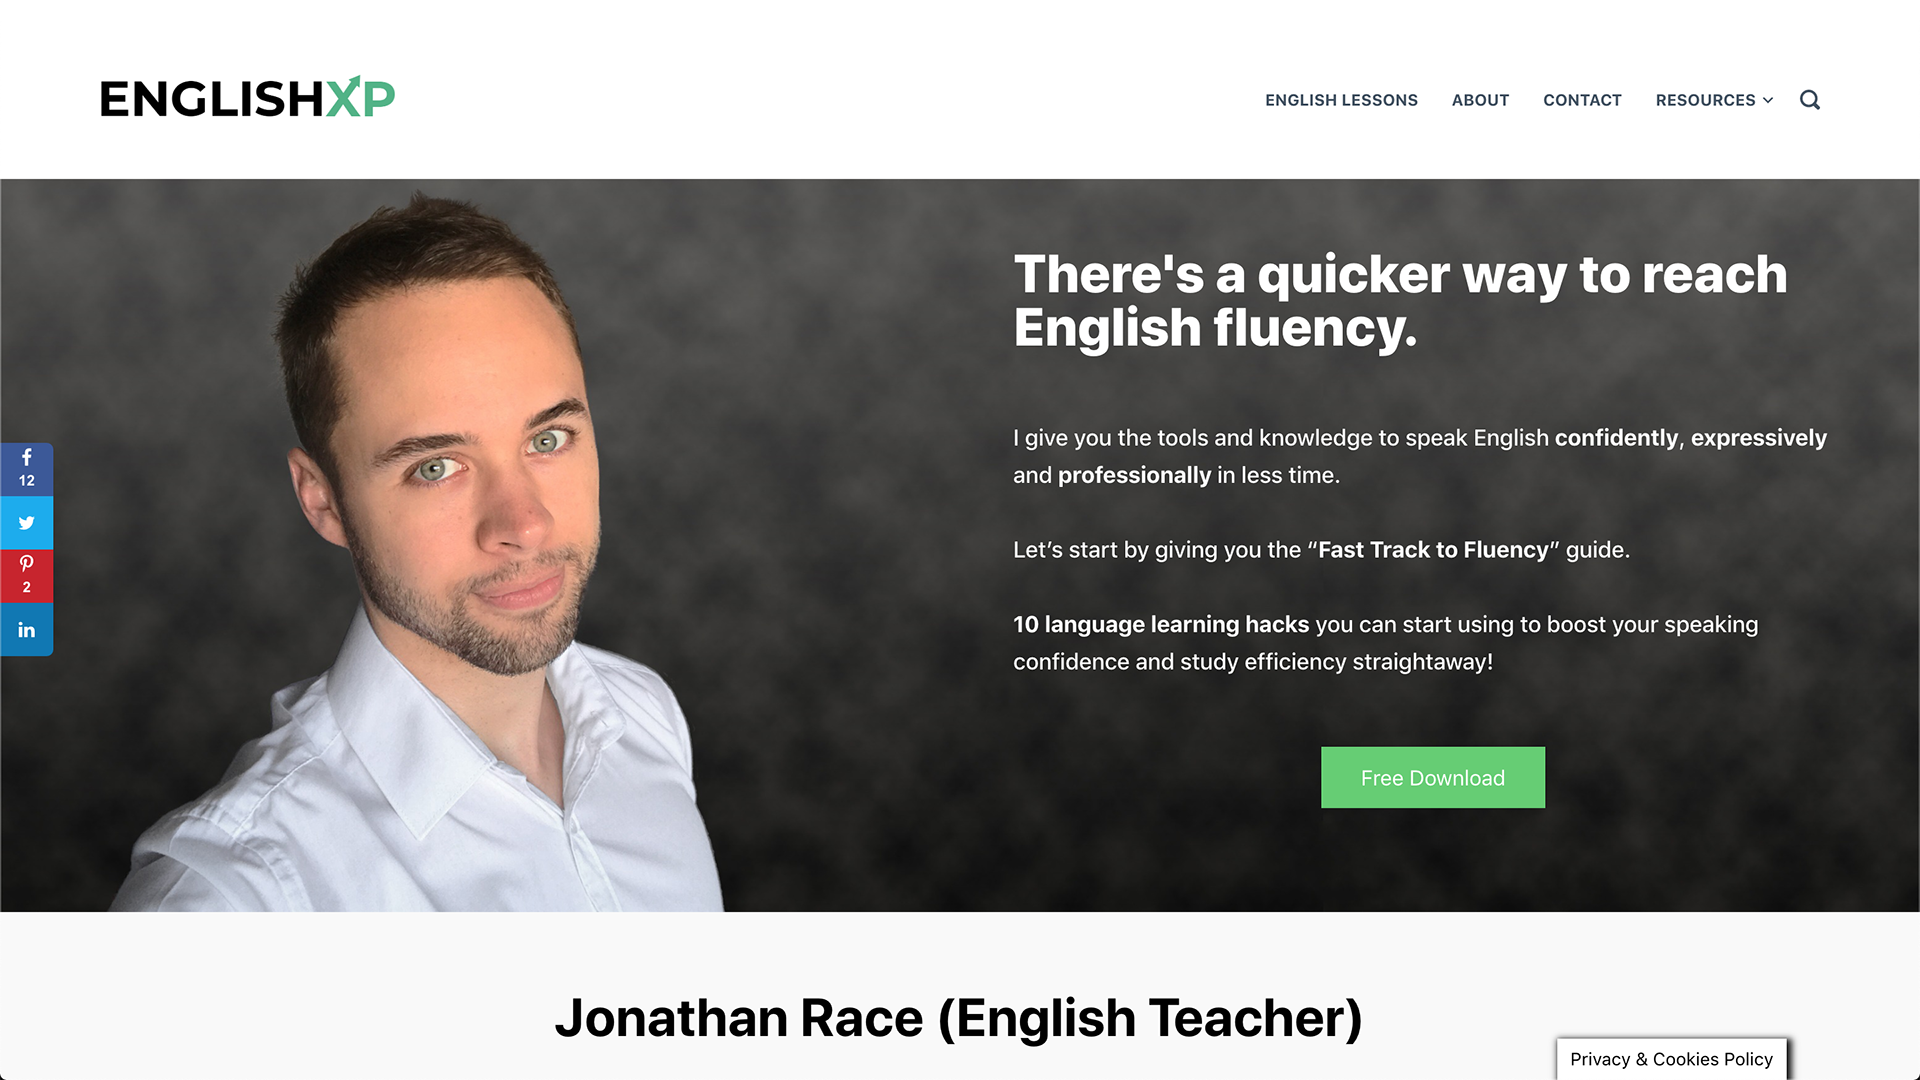 ENGLISHXP
ENGLISH LESSONS ABOUT CONTACT RESOURCES
There's a quicker way to reach
English fluency.
I give you the tools and knowledge to speak English confidently, expressively
and professionally in less time.
Let’s start by giving you the “Fast Track to Fluency” guide.
10 language learning hacks you can start using to boost your speaking
confidence and study efficiency straightaway!
Free Download
f
12
2
in
Jonathan Race (English Teacher)
Privacy & Cookies Policy